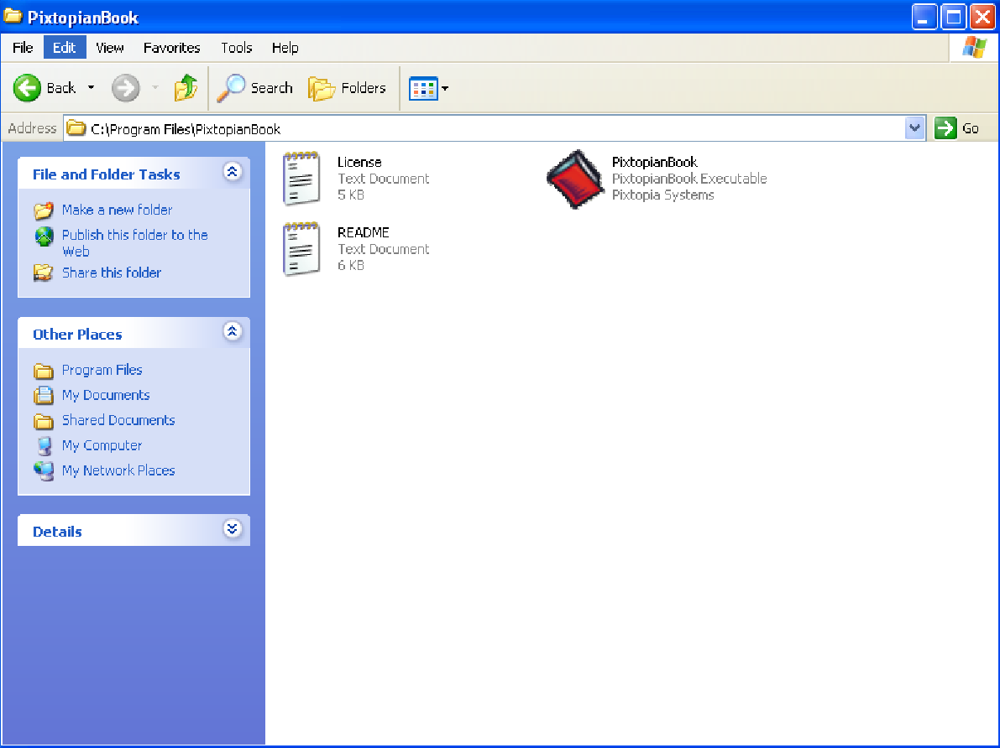 PixtopianBook
File Edit View Favorites Tools Help
Back Search Folders
Address C:\Program Files\PixtopianBook Go
File and Folder Tasks
Make a new folder
Publish this folder to the
Web
Share this folder
Other Places
Program Files
My Documents
Shared Documents
My Computer
My Network Places
Details
License
Text Document
5 KB
PixtopianBook
PixtopianBook Executable
Pixtopia Systems
README
Text Document
6 KB